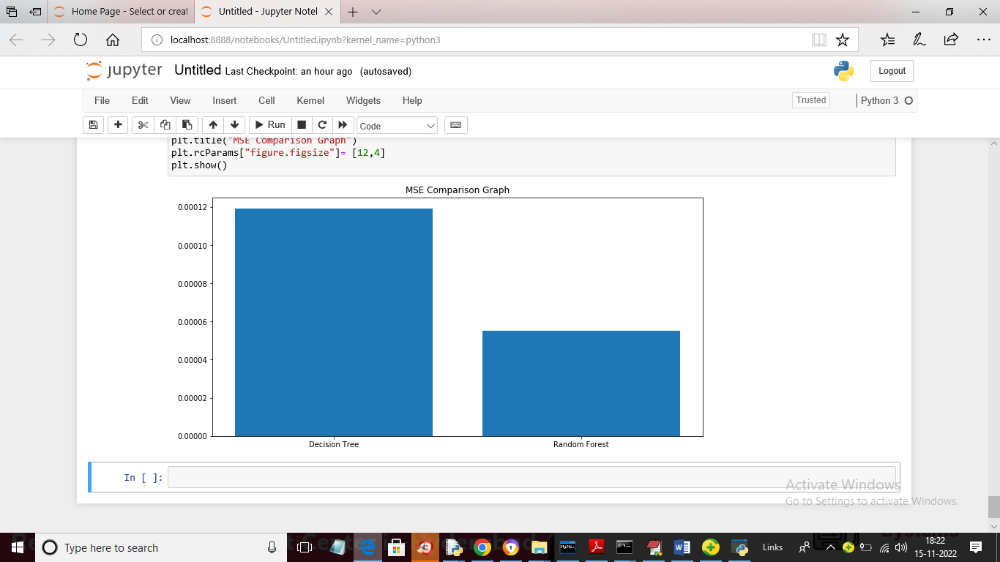 Home Page - Select or creat
Untitled - Jupyter Notel
localhost:8888/notebooks/Untitled.ipynb?kernel_name=python3
jupyter Untitled Last Checkpoint: an hour ago (autosaved)
Logout
File Edit View Insert Cell Kernel Widgets Help
Trusted
Python 3
Run
Code
plt.title("MSE Comparison Graph")
plt.rcParams["figure.figsize"]= [12,4]
plt.show()
MSE Comparison Graph
0.00012
0.00010
0.00008
0.00006
0.00004
0.00002
0.00000
Decision Tree Random Forest
In [ ]:
Activate Windows
Go to Settings to activate Windows.
Type here to search
Links
18:22
15-11-2022